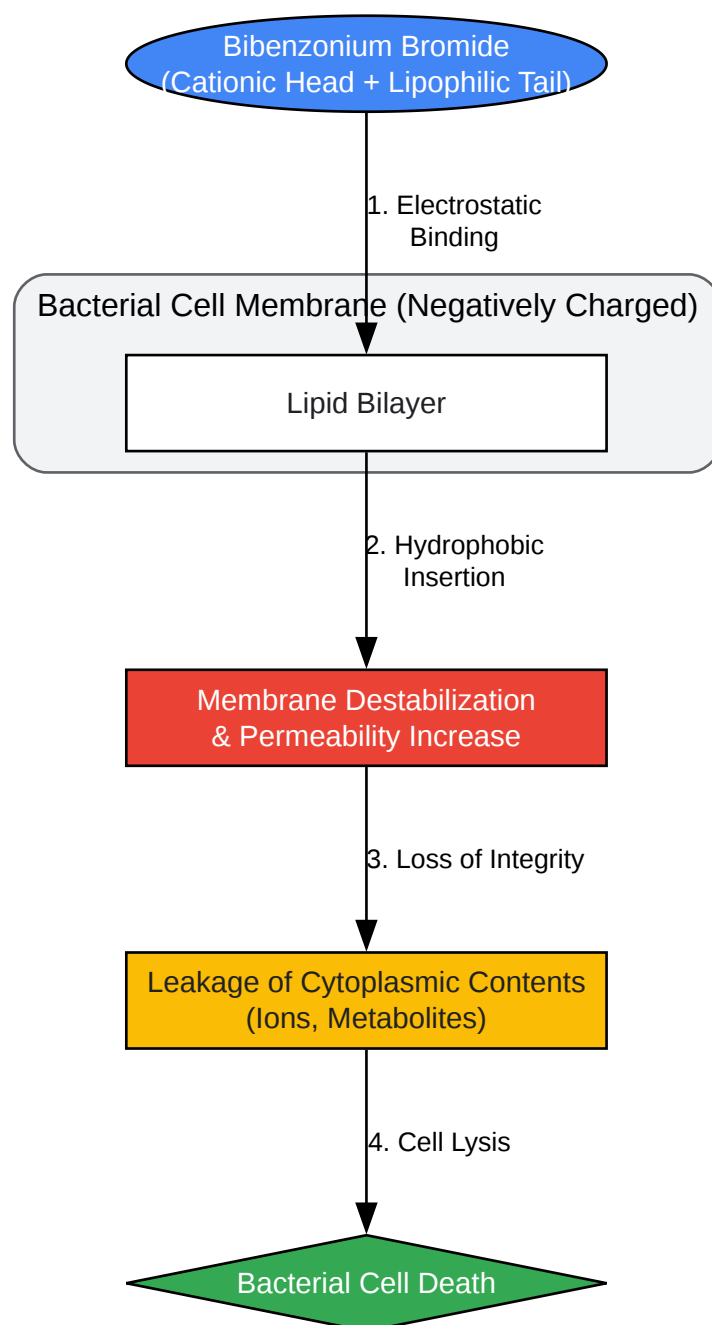 Bibenzonium Bromide
(Cationic Head + Lipophilic Tail)
1. Electrostatic
Binding
Bacterial Cell Membrane (Negatively Charged)
Lipid Bilayer
2. Hydrophobic
Insertion
Membrane Destabilization
& Permeability Increase
3. Loss of Integrity
Leakage of Cytoplasmic Contents
(Ions, Metabolites)
4. Cell Lysis
Bacterial Cell Death